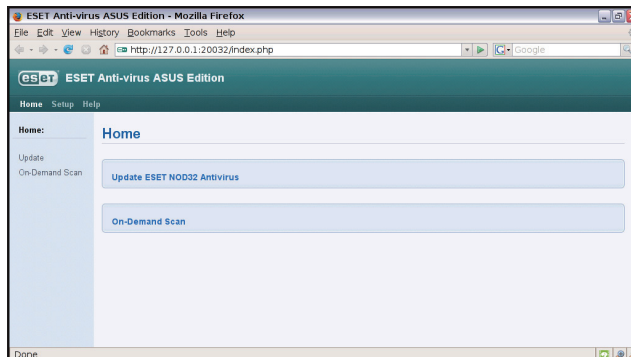 ESET Anti-virus ASUS Edition - Mozilla Firefox
File Edit View History Bookmarks Tools Help
http://127.0.0.1:20032/index.php
G Google
eset ESET Anti-virus ASUS Edition
Home Setup Help
Home:
Home
Update
On-Demand Scan
Update ESET NOD32 Antivirus
On-Demand Scan
Done